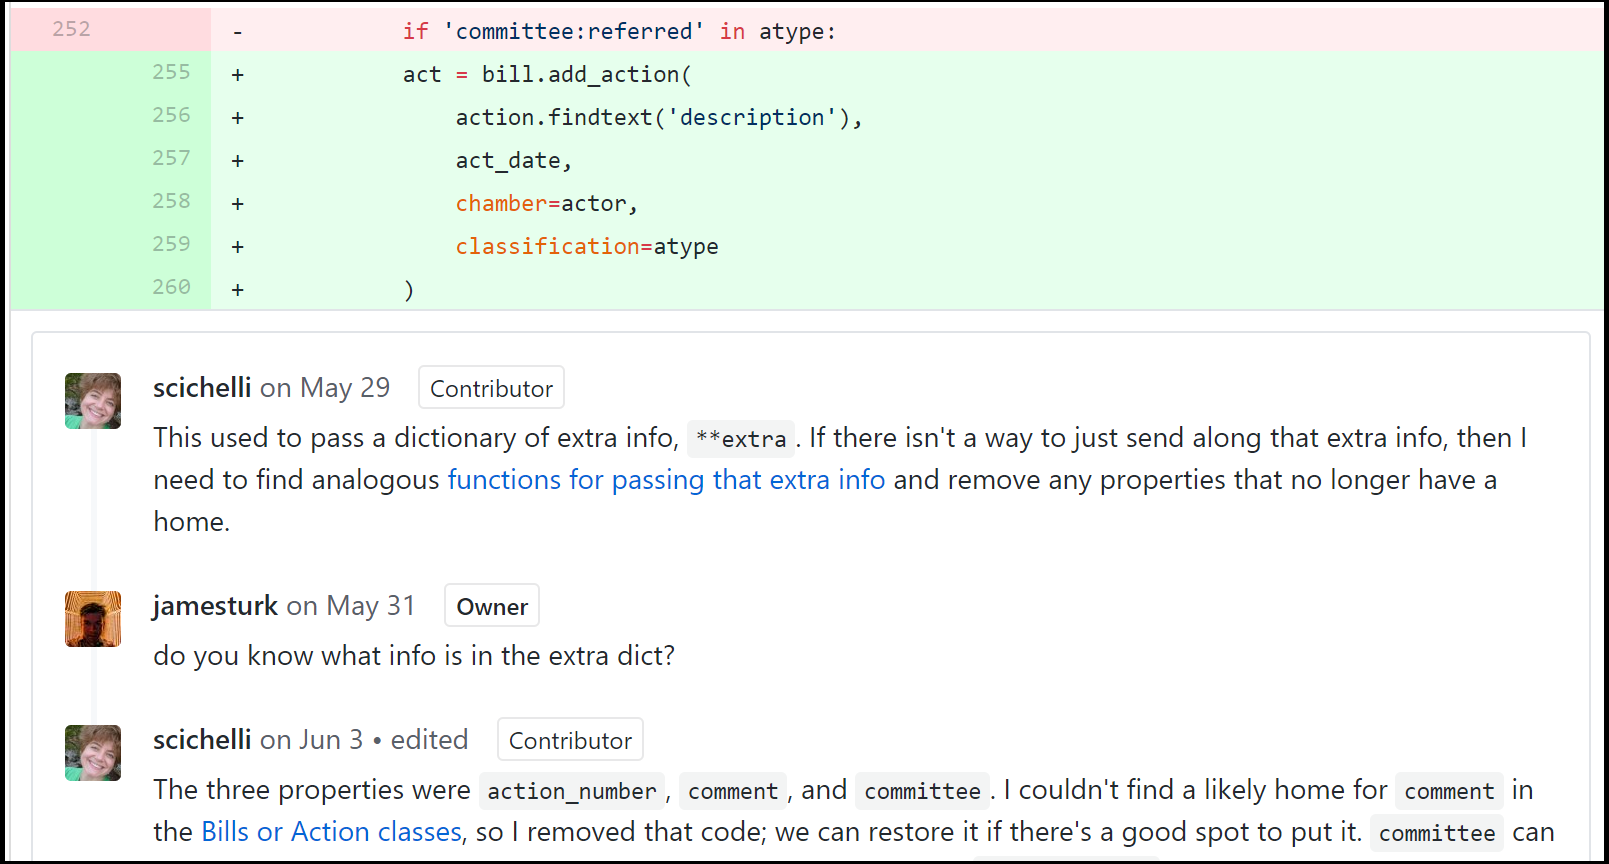 252 - if 'committee:referred' in atype:
255 + act = bill.add_action(
256 + action.findtext('description'),
257 + act_date,
258 + chamber=actor,
259 + classification=atype
260 + )
scichelli on May 29 Contributor
This used to pass a dictionary of extra info, **extra. If there isn't a way to just send along that extra info, then I
need to find analogous functions for passing that extra info and remove any properties that no longer have a
home.
jamesturk on May 31 Owner
do you know what info is in the extra dict?
scichelli on Jun 3 • edited Contributor
The three properties were action_number, comment, and committee. I couldn't find a likely home for comment in
the Bills or Action classes, so I removed that code; we can restore it if there's a good spot to put it. committee can